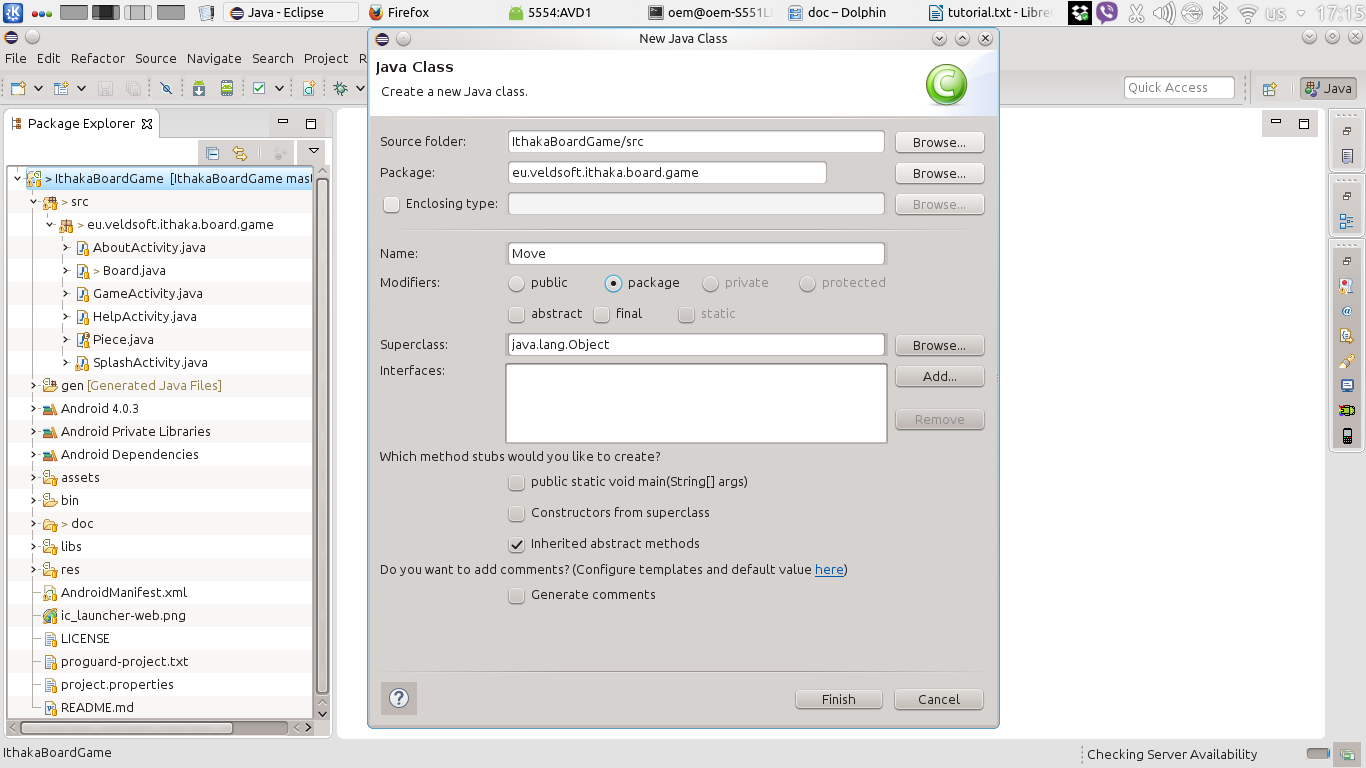 Java - Eclipse
Firefox
5554:AVD1
oem@oem-S551L
doc – Dolphin
tutorial.txt - Libre
us
17:15
New Java Class
File Edit Refactor Source Navigate Search Project R
Java Class
Create a new Java class.
Quick Access
Java
Package Explorer
Source folder: IthakaBoardGame/src Browse...
Package: eu.veldsoft.ithaka.board.game Browse...
Enclosing type: Browse...
Name: Move
Modifiers: public package private protected
abstract final static
Superclass: java.lang.Object Browse...
Interfaces: Add...
Remove
Which method stubs would you like to create?
public static void main(String[] args)
Constructors from superclass
Inherited abstract methods
Do you want to add comments? (Configure templates and default value here)
Generate comments
? Finish Cancel
> IthakaBoardGame [IthakaBoardGame mast
> src
> eu.veldsoft.ithaka.board.game
AboutActivity.java
> Board.java
GameActivity.java
HelpActivity.java
Piece.java
SplashActivity.java
gen [Generated Java Files]
Android 4.0.3
Android Private Libraries
Android Dependencies
assets
bin
> doc
libs
res
AndroidManifest.xml
ic_launcher-web.png
LICENSE
proguard-project.txt
project.properties
README.md
IthakaBoardGame
Checking Server Availability